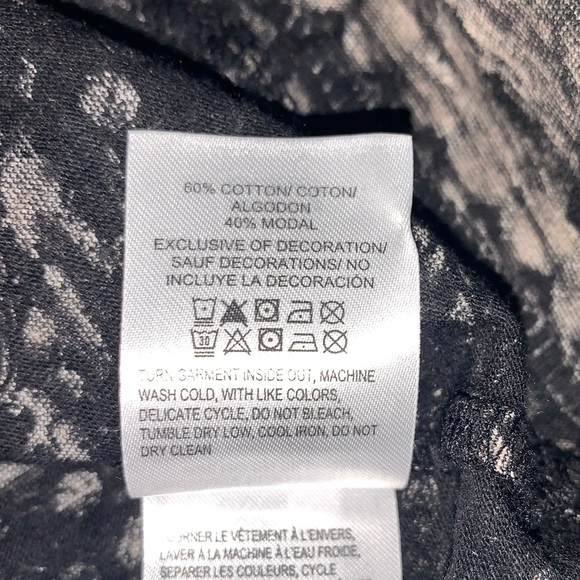 60% COTTON/ COTON/
ALGODON
40% MODAL
EXCLUSIVE OF DECORATION/
SAUF DECORATIONS/ NO
INCLUYE LA DECORACIÓN
30
TURN GARMENT INSIDE OUT, MACHINE
WASH COLD, WITH LIKE COLORS,
DELICATE CYCLE, DO NOT BLEACH,
TUMBLE DRY LOW, COOL IRON, DO NOT
DRY CLEAN
LE VÊTEMENT À L'ENVERS,
LAVER À LA MACHINE À L'EAU FROIDE,
SEPARER LES COULEURS, CYCLE